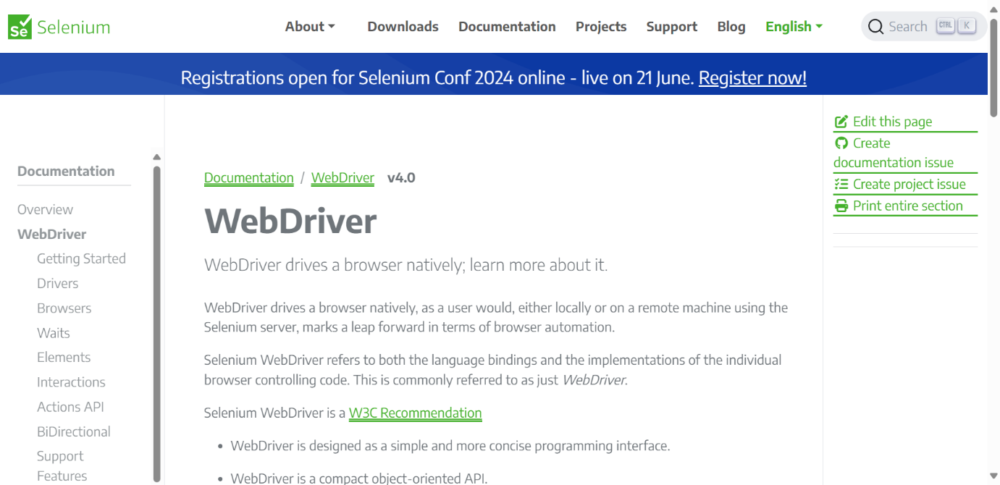 Se Selenium
About
Downloads
Documentation
Projects
Support
Blog
English
Search CTRL K
Registrations open for Selenium Conf 2024 online - live on 21 June. Register now!
Documentation
Overview
WebDriver
Getting Started
Drivers
Browsers
Waits
Elements
Interactions
Actions API
BiDirectional
Support
Features
Documentation / WebDriver v4.0
WebDriver
WebDriver drives a browser natively; learn more about it.
WebDriver drives a browser natively, as a user would, either locally or on a remote machine using the
Selenium server, marks a leap forward in terms of browser automation.
Selenium WebDriver refers to both the language bindings and the implementations of the individual
browser controlling code. This is commonly referred to as just WebDriver.
Selenium WebDriver is a W3C Recommendation
• WebDriver is designed as a simple and more concise programming interface.
• WebDriver is a compact object-oriented API.
Edit this page
Create
documentation issue
Create project issue
Print entire section